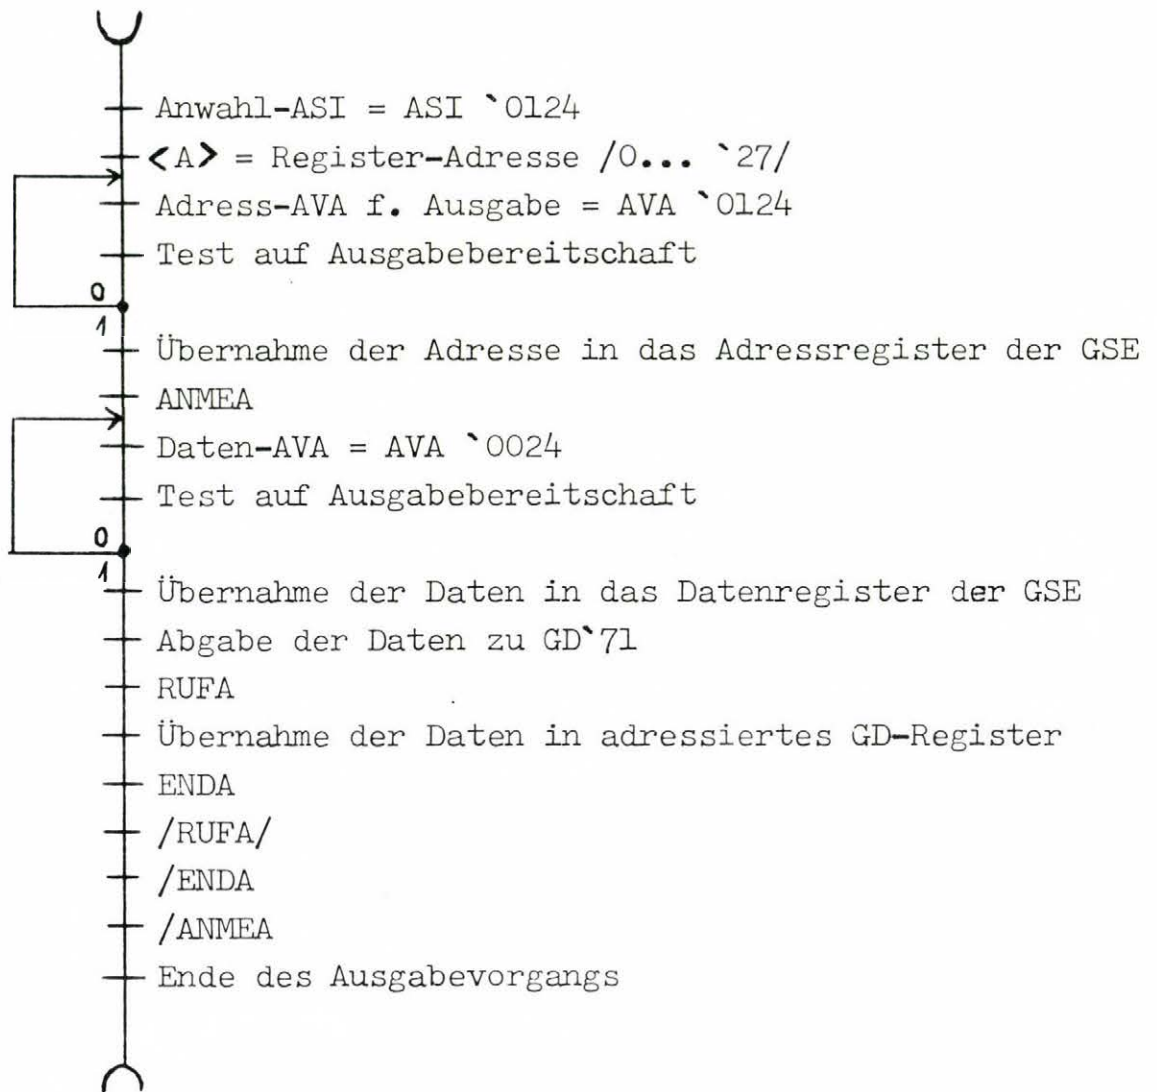 Anwahl-ASI = ASI `0124
<A> = Register-Adresse /0... `27/
Adress-AVA f. Ausgabe = AVA `0124
Test auf Ausgabebereitschaft
0
1
Übernahme der Adresse in das Adressregister der GSE
ANMEA
Daten-AVA = AVA `0024
Test auf Ausgabebereitschaft
0
1
Übernahme der Daten in das Datenregister der GSE
Abgabe der Daten zu GD`71
RUFA
Übernahme der Daten in adressiertes GD-Register
ENDA
/RUFA/
/ENDA
/ANMEA
Ende des Ausgabevorgangs